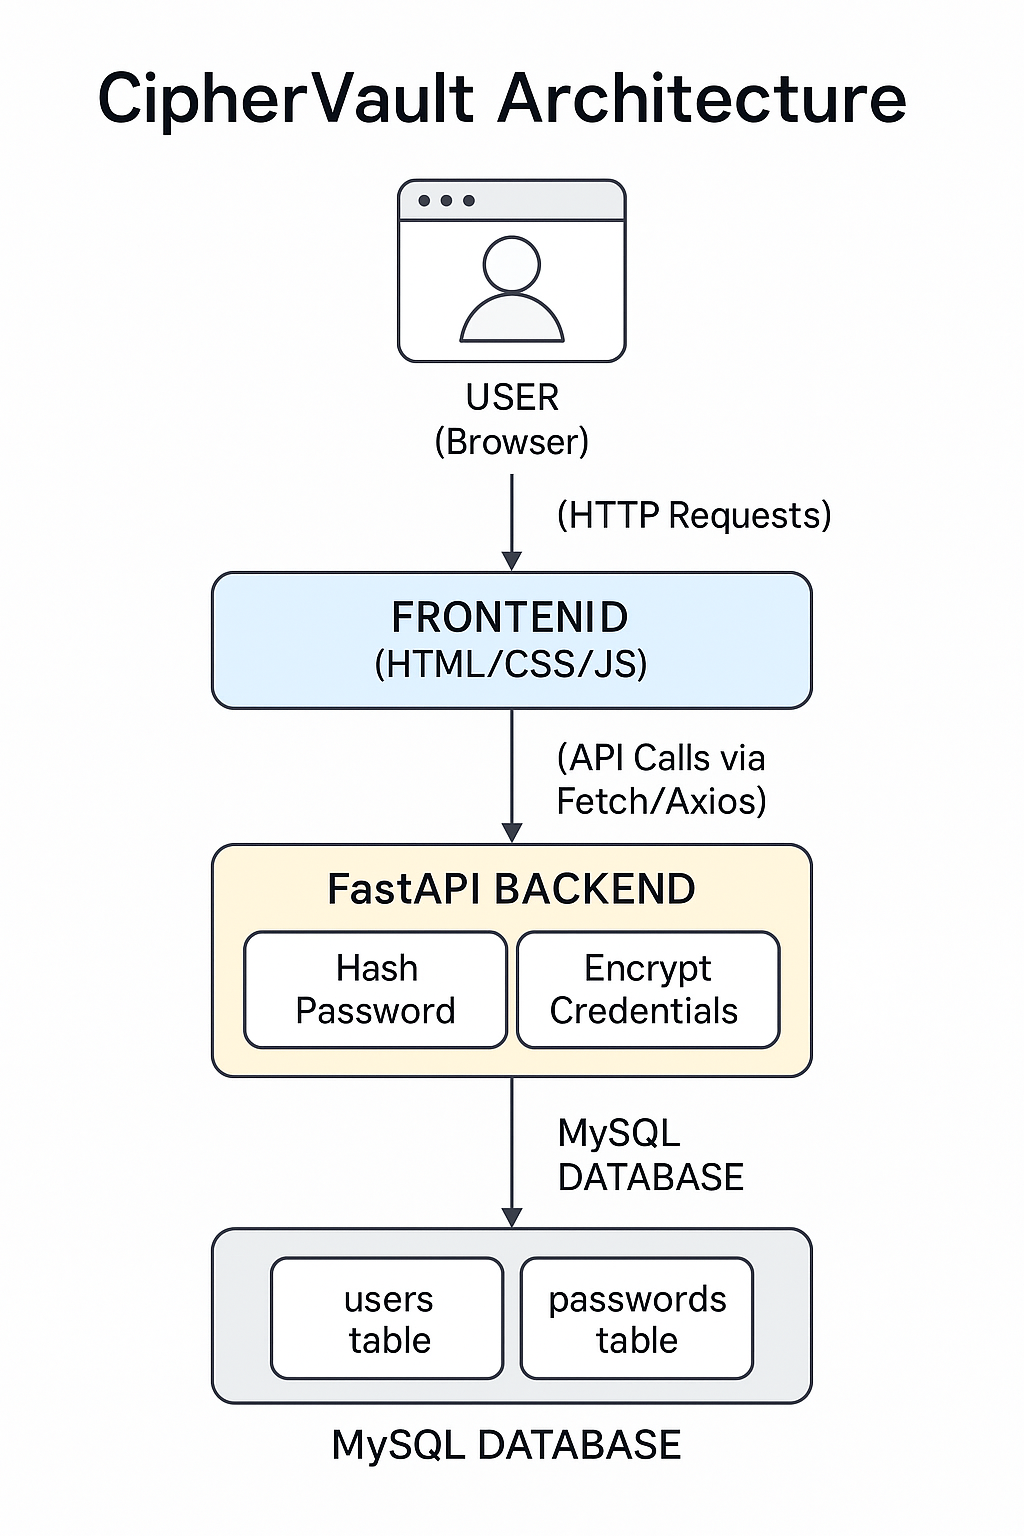 CipherVault Architecture
USER
(Browser)
(HTTP Requests)
FRONTENID
(HTML/CSS/JS)
(API Calls via
Fetch/Axios)
FastAPI BACKEND
Hash
Password
Encrypt
Credentials
MySQL
DATABASE
users
table
passwords
table
MySQL DATABASE